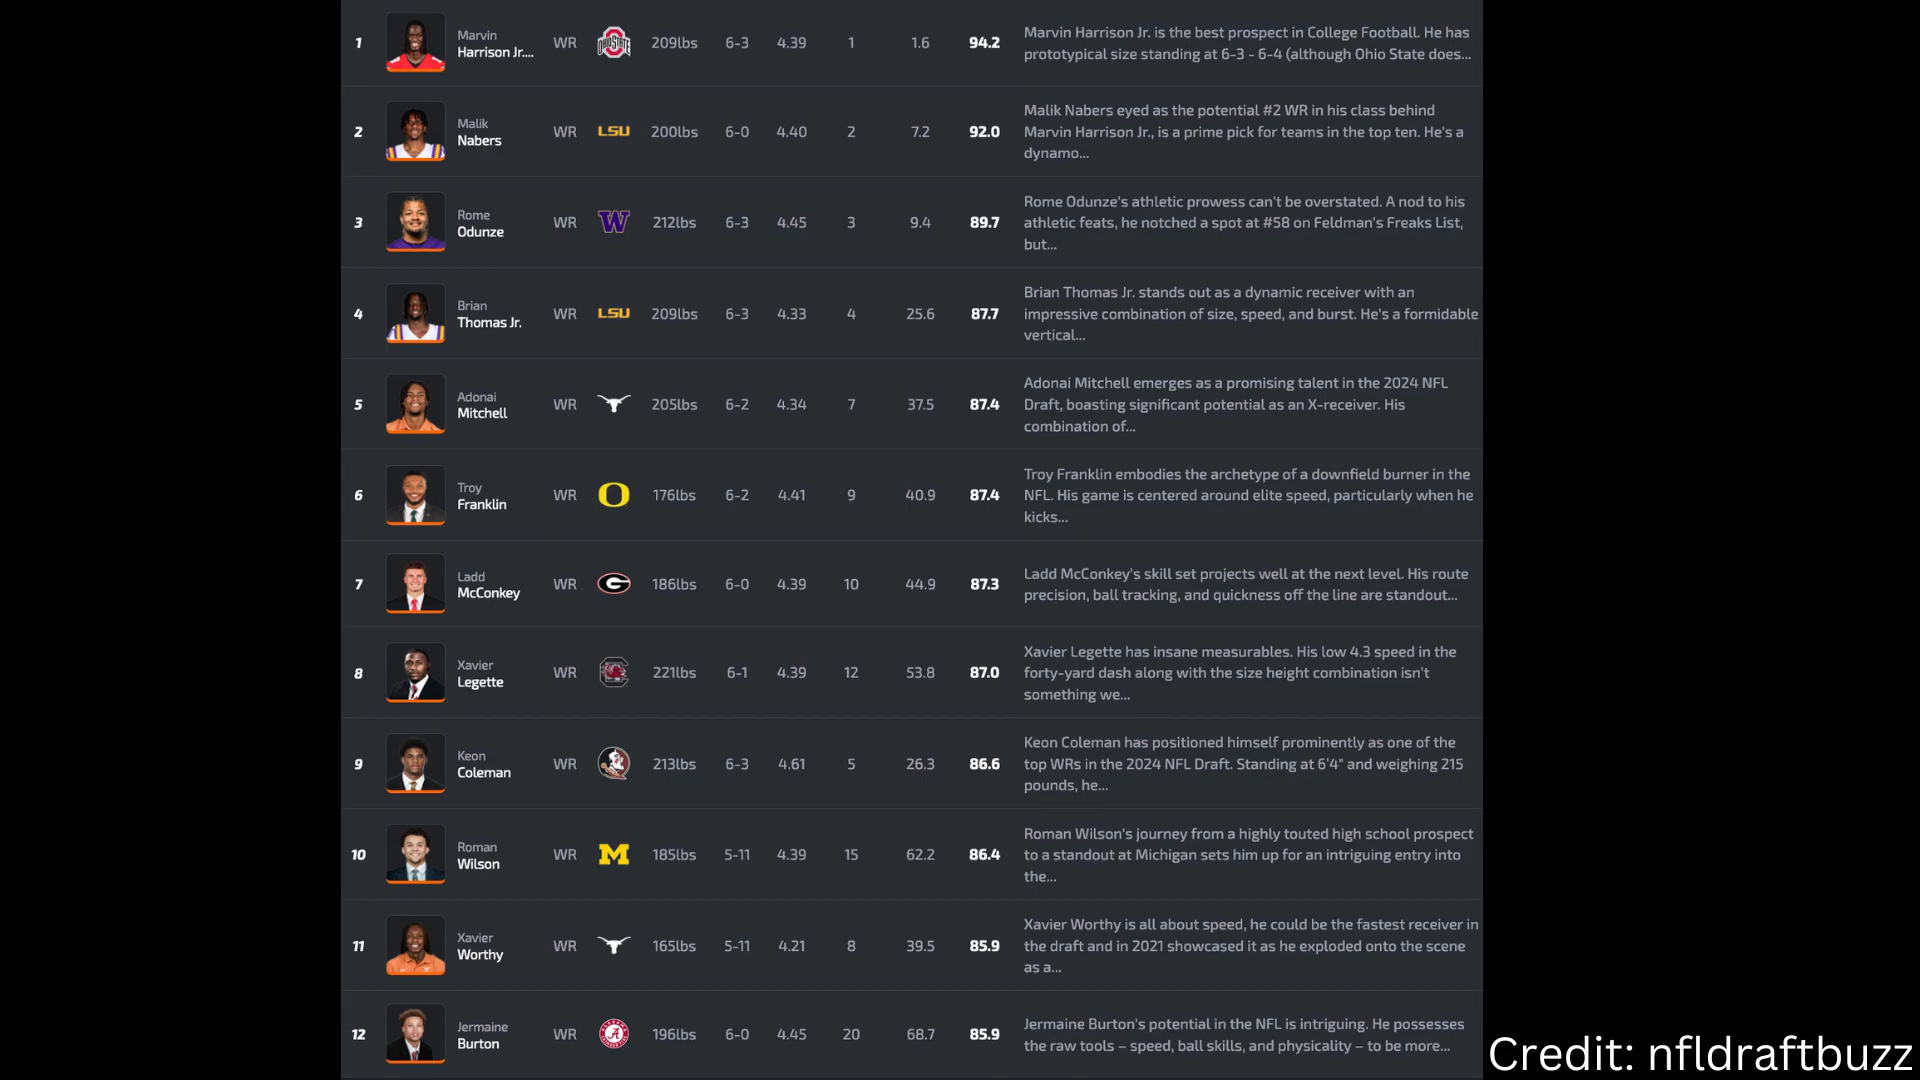 1 Marvin Harrison Jr.... WR OHIO STATE 209lbs 6-3 4.39 1 1.6 94.2
Marvin Harrison Jr. is the best prospect in College Football. He has
prototypical size standing at 6-3 - 6-4 (although Ohio State does...
2 Malik Nabers WR LSU 200lbs 6-0 4.40 2 7.2 92.0
Malik Nabers eyed as the potential #2 WR in his class behind
Marvin Harrison Jr., is a prime pick for teams in the top ten. He's a
dynamo...
3 Rome Odunze WR W 212lbs 6-3 4.45 3 9.4 89.7
Rome Odunze's athletic prowess can't be overstated. A nod to his
athletic feats, he notched a spot at #58 on Feldman's Freaks List,
but...
4 Brian Thomas Jr. WR LSU 209lbs 6-3 4.33 4 25.6 87.7
Brian Thomas Jr. stands out as a dynamic receiver with an
impressive combination of size, speed, and burst. He's a formidable
vertical...
5 Adonai Mitchell WR 205lbs 6-2 4.34 7 37.5 87.4
Adonai Mitchell emerges as a promising talent in the 2024 NFL
Draft, boasting significant potential as an X-receiver. His
combination of...
6 Troy Franklin WR O 176lbs 6-2 4.41 9 40.9 87.4
Troy Franklin embodies the archetype of a downfield burner in the
NFL. His game is centered around elite speed, particularly when he
kicks...
7 Ladd McConkey WR G 186lbs 6-0 4.39 10 44.9 87.3
Ladd McConkey's skill set projects well at the next level. His route
precision, ball tracking, and quickness off the line are standout...
8 Xavier Legette WR C 221lbs 6-1 4.39 12 53.8 87.0
Xavier Legette has insane measurables. His low 4.3 speed in the
forty-yard dash along with the size height combination isn't
something we...
9 Keon Coleman WR 213lbs 6-3 4.61 5 26.3 86.6
Keon Coleman has positioned himself prominently as one of the
top WRs in the 2024 NFL Draft. Standing at 6'4" and weighing 215
pounds, he...
10 Roman Wilson WR M 185lbs 5-11 4.39 15 62.2 86.4
Roman Wilson's journey from a highly touted high school prospect
to a standout at Michigan sets him up for an intriguing entry into
the...
11 Xavier Worthy WR 165lbs 5-11 4.21 8 39.5 85.9
Xavier Worthy is all about speed, he could be the fastest receiver in
the draft and in 2021 showcased it as he exploded onto the scene
as a...
12 Jermaine Burton WR A 196lbs 6-0 4.45 20 68.7 85.9
Jermaine Burton's potential in the NFL is intriguing. He possesses
the raw tools – speed, ball skills, and physicality – to be more...
Credit: nfldraftbuzz